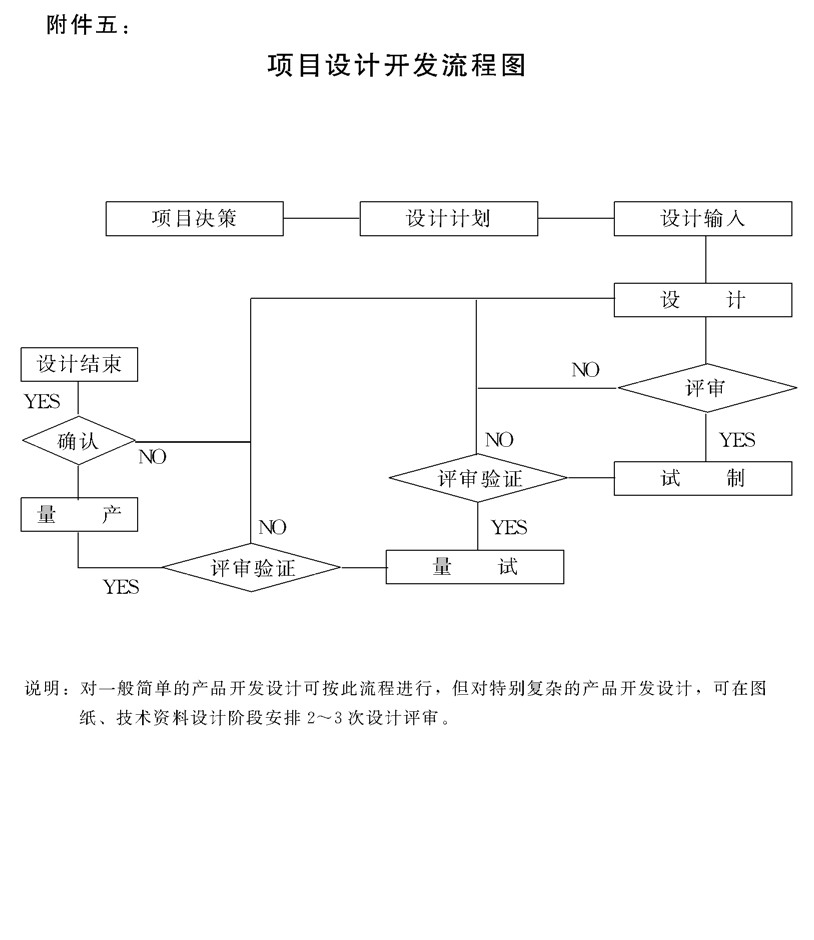 附件五：
项目设计开发流程图
项目决策 设计计划 设计输入
设 计
设计结束
NO
评审
YES
确认
NO
NO
YES
评审验证
试 制
量 产
NO
YES
评审验证
量 试
YES
说明：对一般简单的产品开发设计可按此流程进行，但对特别复杂的产品开发设计，可在图
纸、技术资料设计阶段安排2～3次设计评审。